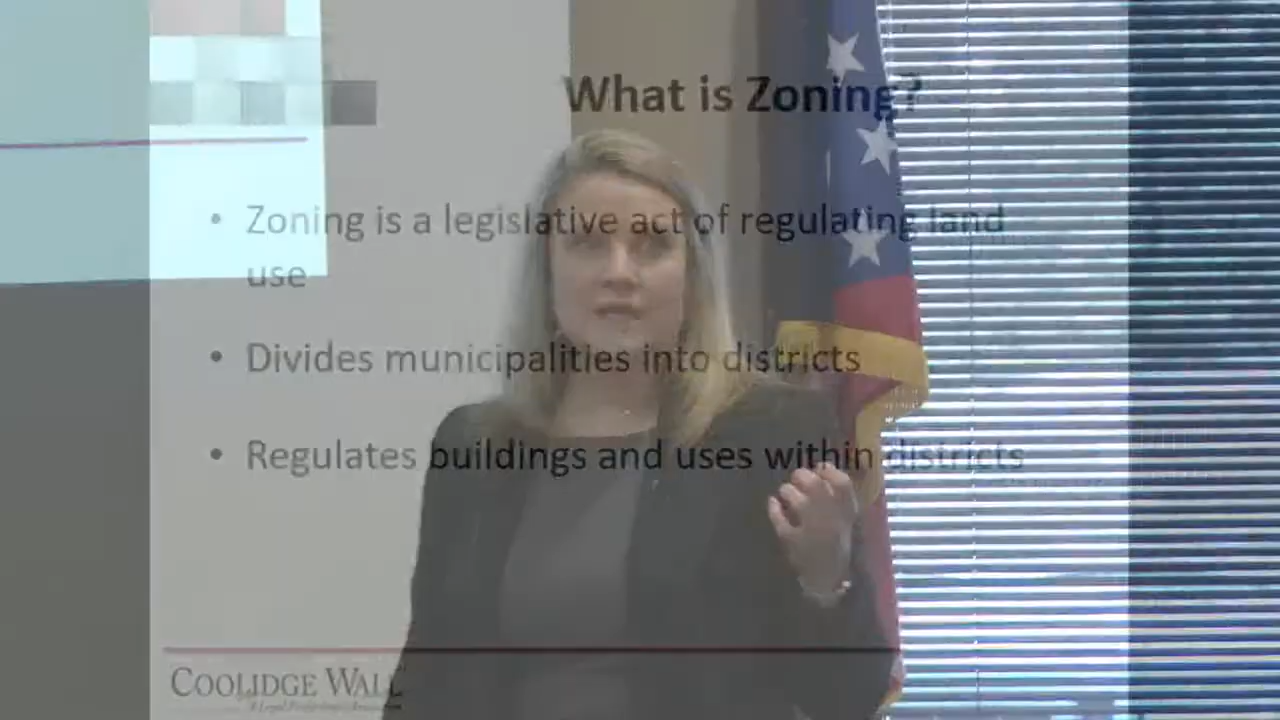 What is Zoning?
• Zoning is a legislative act of regulating land
use
• Divides municipalities into districts
• Regulates buildings and uses within districts
COOLIDGE WALL